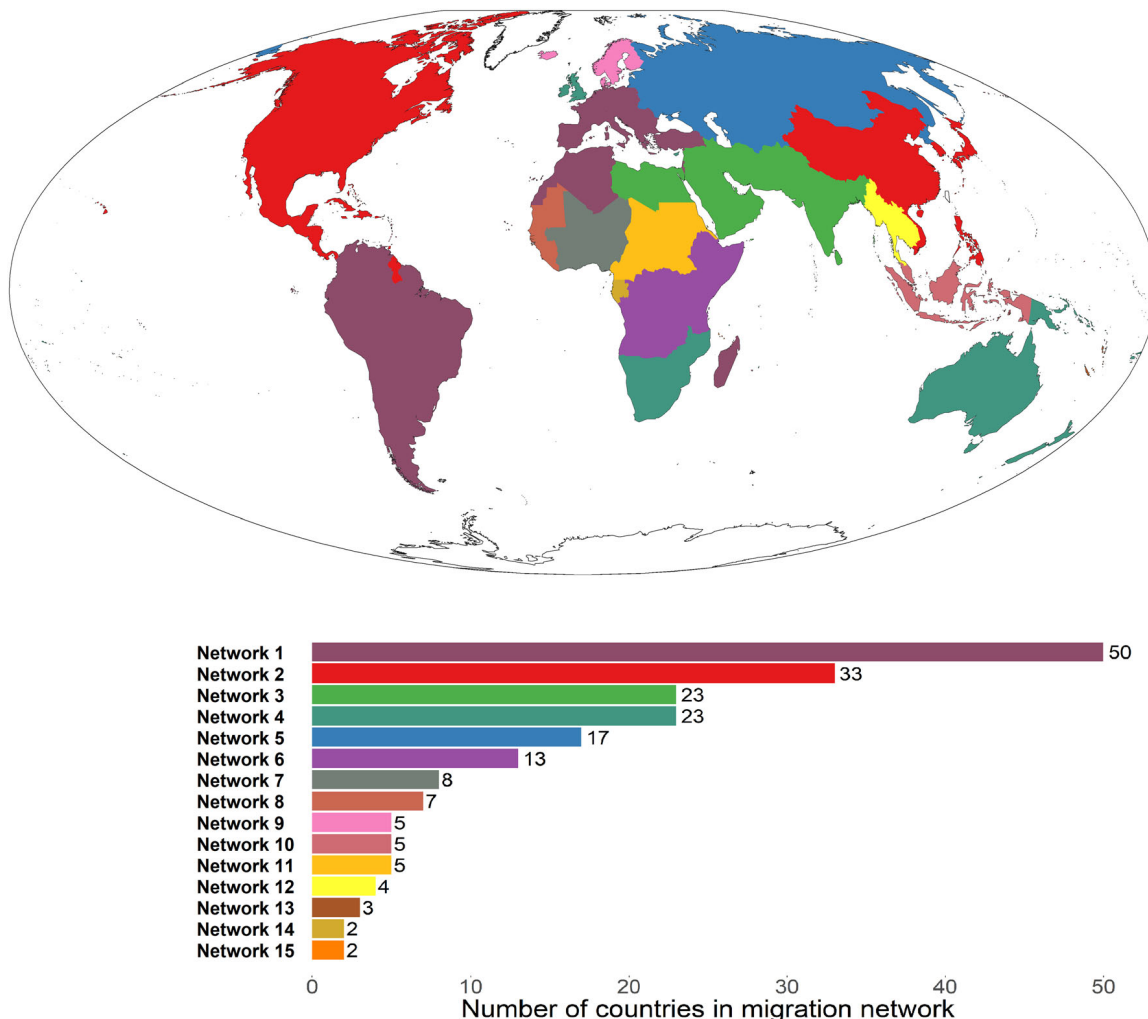 Network 1 50
Network 2 33
Network 3 23
Network 4 23
Network 5 17
Network 6 13
Network 7 8
Network 8 7
Network 9 5
Network 10 5
Network 11 5
Network 12 4
Network 13 3
Network 14 2
Network 15 2
0 10 20 30 40 50
Number of countries in migration network